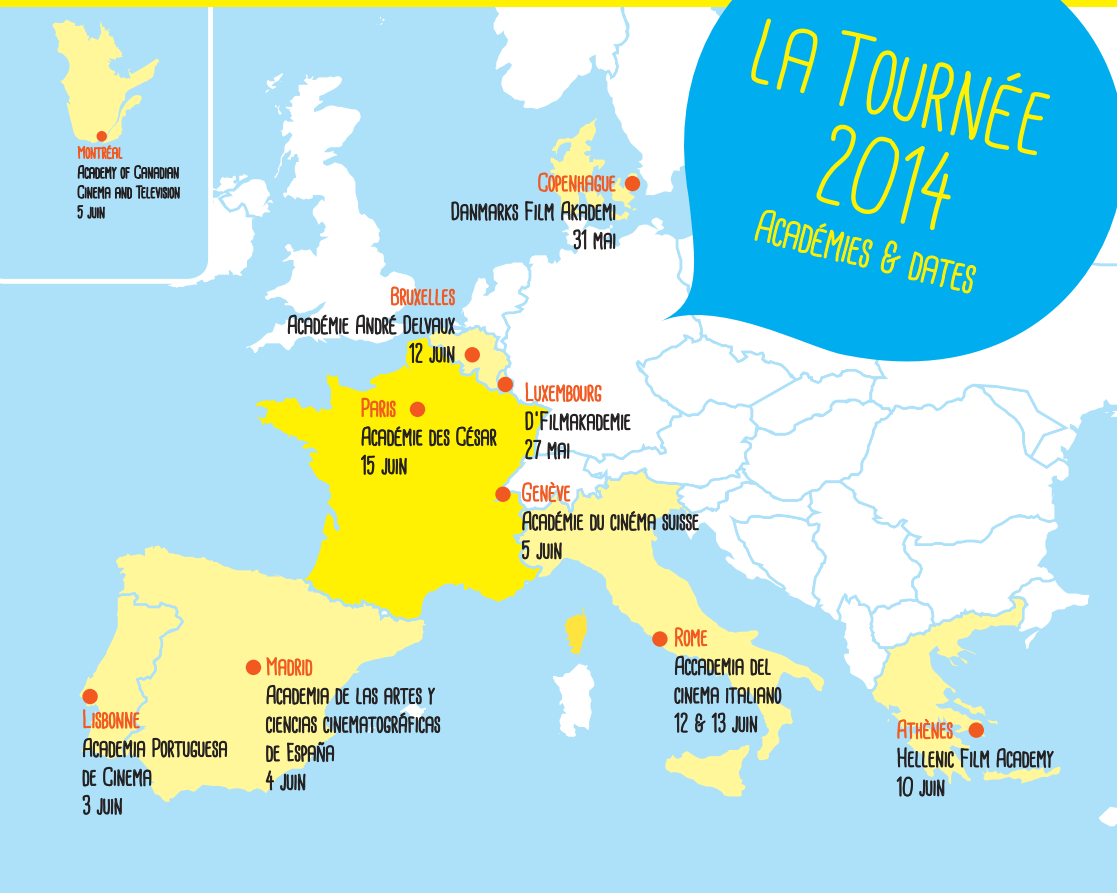 La Tournée
2014
Académies & dates
Montréal
Academy of Canadian
Cinema and Television
5 juin
Copenhague
Danmarks Film Akademi
31 mai
Bruxelles
Académie André Delvaux
12 juin
Luxembourg
D'Filmakademie
27 mai
Paris
Académie des César
15 juin
Genève
Académie du cinéma suisse
5 juin
Rome
Accademia del
cinema italiano
12 & 13 juin
Madrid
Academia de las artes y
ciencias cinematográficas
de España
4 juin
Lisbonne
Academia Portuguesa
de Cinema
3 juin
Athènes
Hellenic Film Academy
10 juin